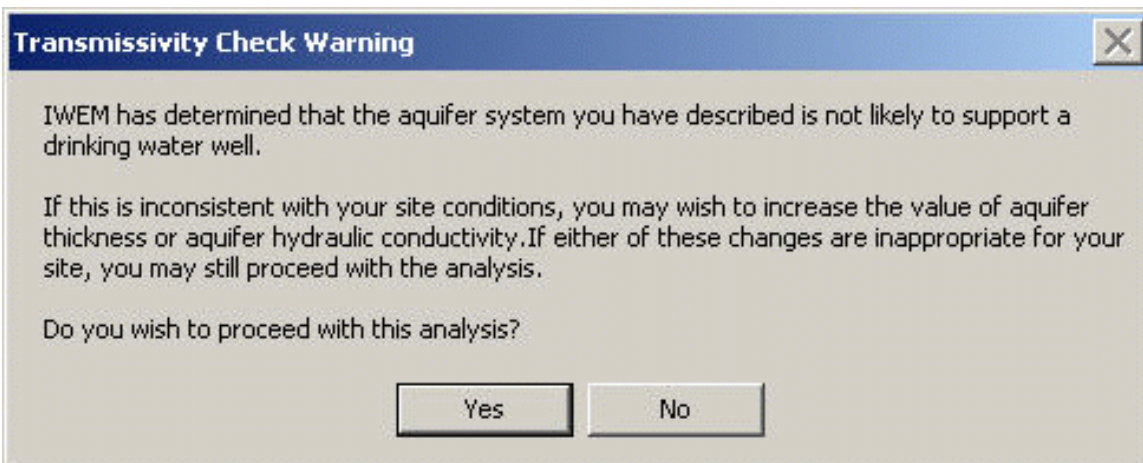 Transmissivity Check Warning
IWEM has determined that the aquifer system you have described is not likely to support a
drinking water well.
If this is inconsistent with your site conditions, you may wish to increase the value of aquifer
thickness or aquifer hydraulic conductivity.If either of these changes are inappropriate for your
site, you may still proceed with the analysis.
Do you wish to proceed with this analysis?
Yes
No